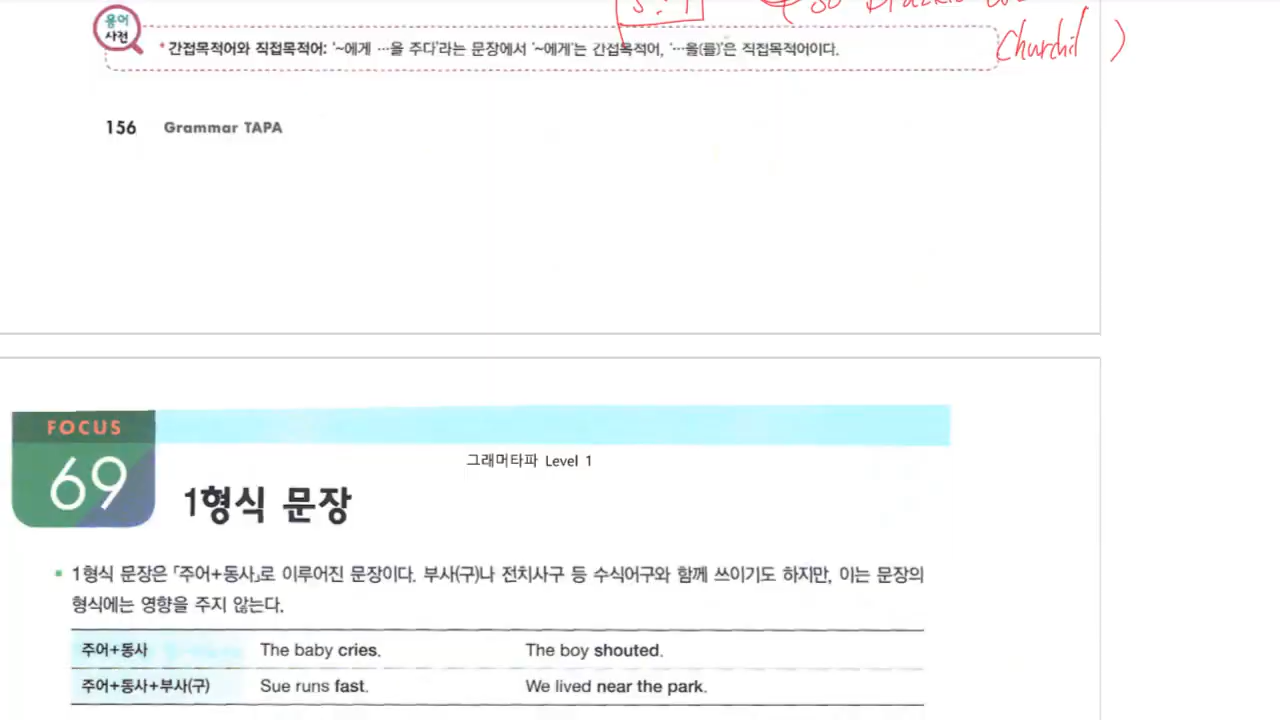 Churchil )
용어
사전
* 간접목적어와 직접목적어: '~에게 …을 주다'라는 문장에서 '~에게'는 간접목적어, '…을(를)'은 직접목적어이다.
156 Grammar TAPA
FOCUS
69
그래머타파 Level 1
1형식 문장
1형식 문장은 「주어+동사」로 이루어진 문장이다. 부사(구)나 전치사구 등 수식어구와 함께 쓰이기도 하지만, 이는 문장의
형식에는 영향을 주지 않는다.
주어+동사 The baby cries. The boy shouted.
주어+동사+부사(구) Sue runs fast. We lived near the park.